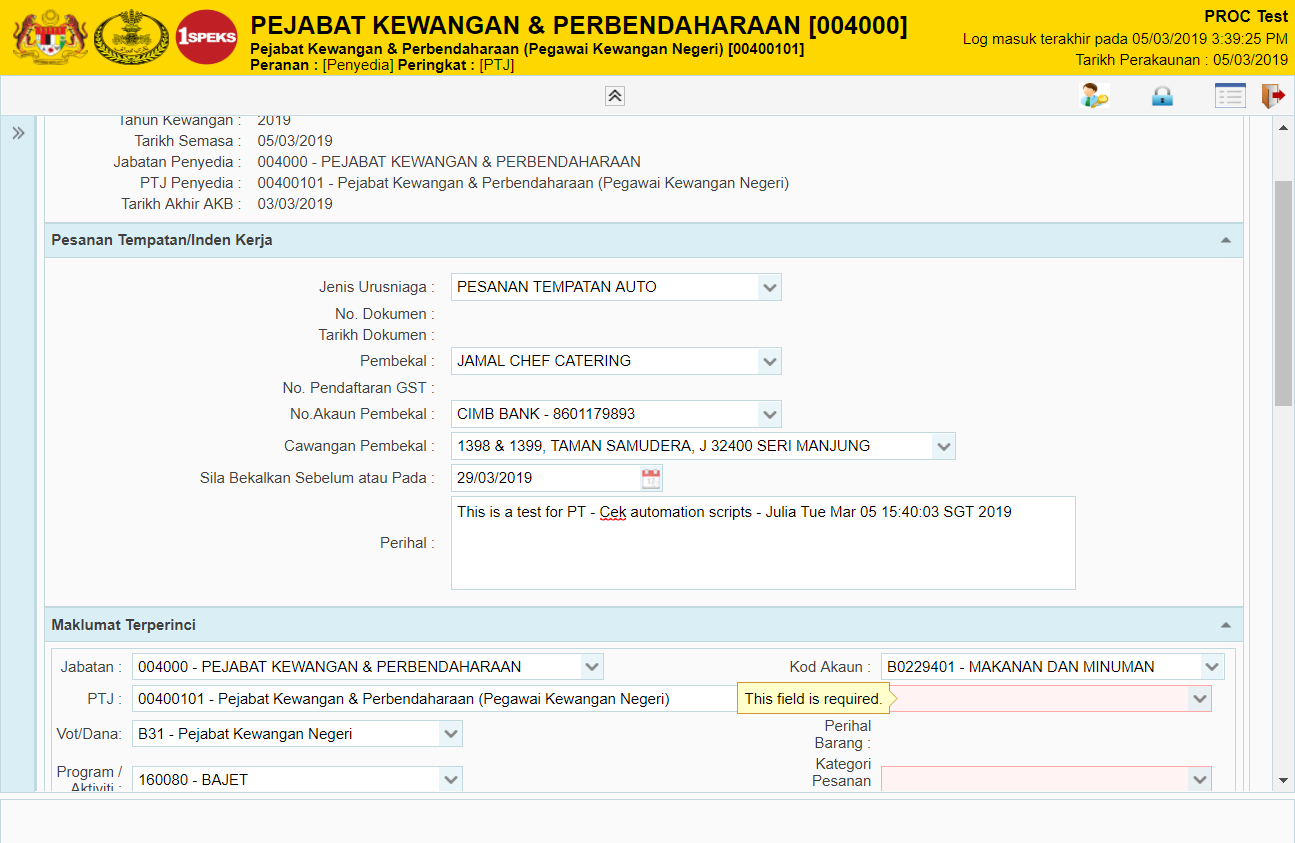 1SPEKS
PEJABAT KEWANGAN & PERBENDAHARAAN [004000]
Pejabat Kewangan & Perbendaharaan (Pegawai Kewangan Negeri) [00400101]
Peranan : [Penyedia] Peringkat : [PTJ]
PROC Test
Log masuk terakhir pada 05/03/2019 3:39:25 PM
Tarikh Perakaunan : 05/03/2019
Tahun Kewangan : 2019
Tarikh Semasa : 05/03/2019
Jabatan Penyedia : 004000 - PEJABAT KEWANGAN & PERBENDAHARAAN
PTJ Penyedia : 00400101 - Pejabat Kewangan & Perbendaharaan (Pegawai Kewangan Negeri)
Tarikh Akhir AKB : 03/03/2019
Pesanan Tempatan/Inden Kerja
Jenis Urusniaga : PESANAN TEMPATAN AUTO
No. Dokumen :
Tarikh Dokumen :
Pembekal : JAMAL CHEF CATERING
No. Pendaftaran GST :
No.Akaun Pembekal : CIMB BANK - 8601179893
Cawangan Pembekal : 1398 & 1399, TAMAN SAMUDERA, J 32400 SERI MANJUNG
Sila Bekalkan Sebelum atau Pada : 29/03/2019
Perihal : This is a test for PT - Cek automation scripts - Julia Tue Mar 05 15:40:03 SGT 2019
Maklumat Terperinci
Jabatan : 004000 - PEJABAT KEWANGAN & PERBENDAHARAAN
Kod Akaun : B0229401 - MAKANAN DAN MINUMAN
PTJ : 00400101 - Pejabat Kewangan & Perbendaharaan (Pegawai Kewangan Negeri)
This field is required.
Vot/Dana: B31 - Pejabat Kewangan Negeri
Perihal
Barang :
Program /
Aktiviti : 160080 - BAJET
Kategori
Pesanan